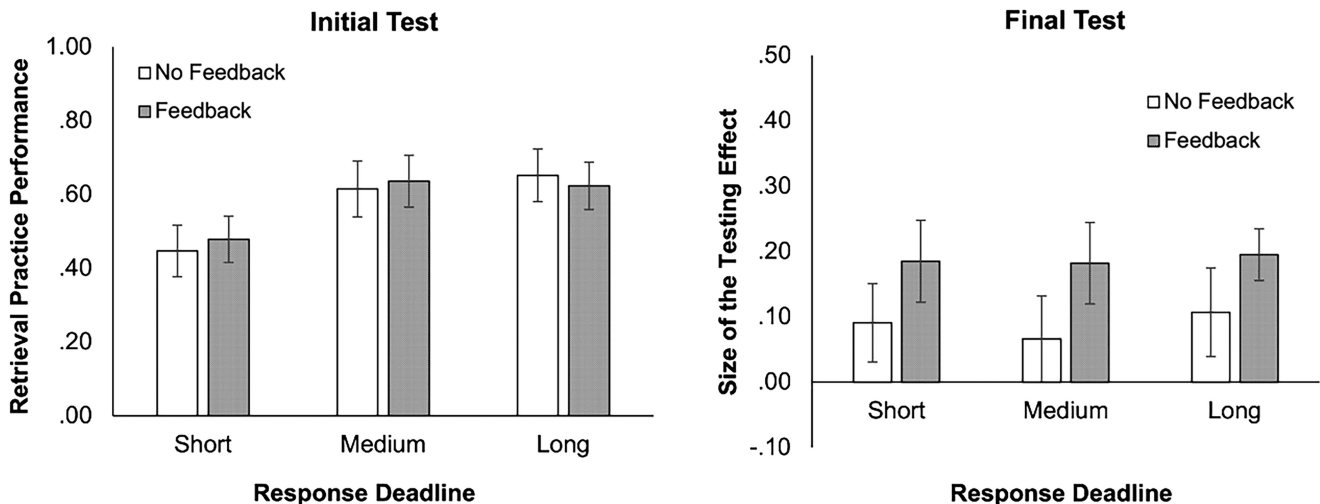 Initial Test
Retrieval Practice Performance
1.00
.80
.60
.40
.20
.00
No Feedback
Feedback
Short Medium Long
Response Deadline
Final Test
Size of the Testing Effect
.50
.40
.30
.20
.10
.00
-.10
No Feedback
Feedback
Short Medium Long
Response Deadline